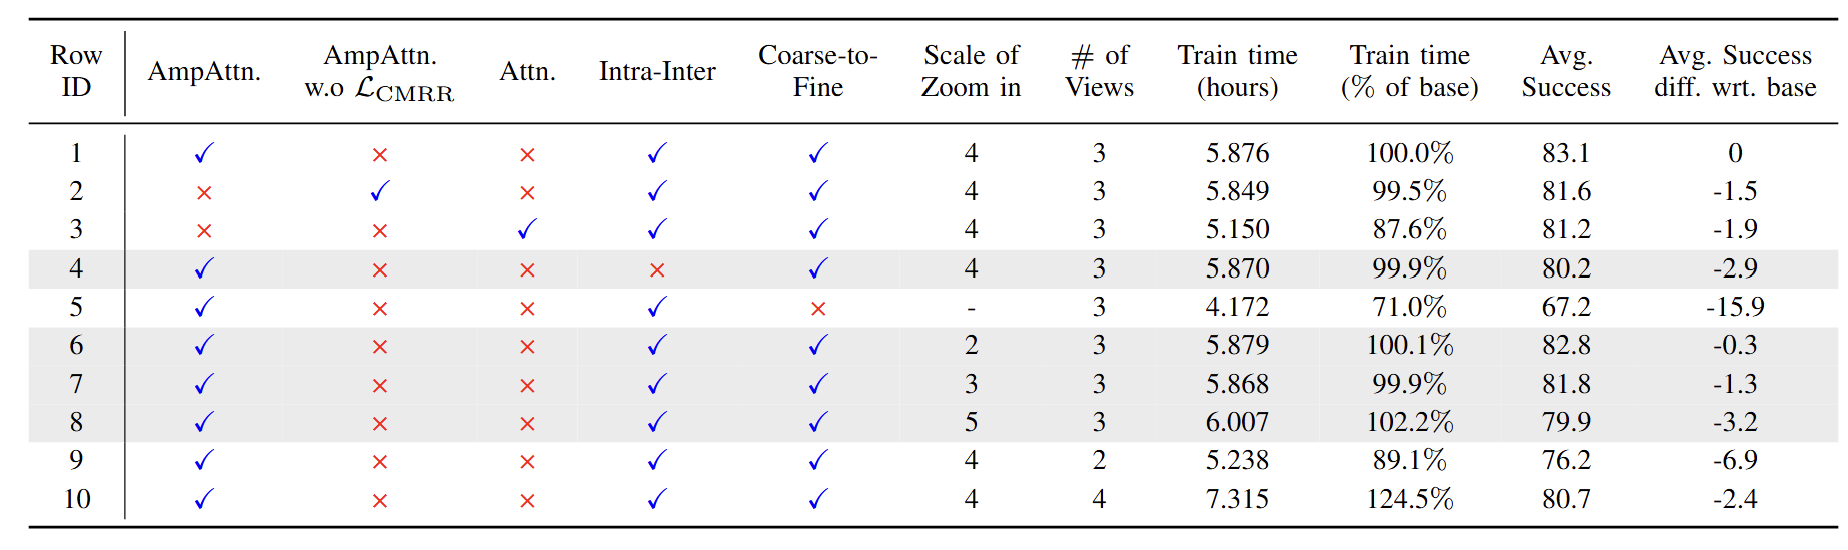 Row ID | AmpAttn. | AmpAttn. w.o ℒ_CMRR | Attn. | Intra-Inter | Coarse-to-Fine | Scale of Zoom in | # of Views | Train time (hours) | Train time (% of base) | Avg. Success | Avg. Success diff. wrt. base
1 | ✓ | × | × | ✓ | ✓ | 4 | 3 | 5.876 | 100.0% | 83.1 | 0
2 | × | ✓ | × | ✓ | ✓ | 4 | 3 | 5.849 | 99.5% | 81.6 | -1.5
3 | × | × | ✓ | ✓ | ✓ | 4 | 3 | 5.150 | 87.6% | 81.2 | -1.9
4 | ✓ | × | × | × | ✓ | 4 | 3 | 5.870 | 99.9% | 80.2 | -2.9
5 | ✓ | × | × | ✓ | × | - | 3 | 4.172 | 71.0% | 67.2 | -15.9
6 | ✓ | × | × | ✓ | ✓ | 2 | 3 | 5.879 | 100.1% | 82.8 | -0.3
7 | ✓ | × | × | ✓ | ✓ | 3 | 3 | 5.868 | 99.9% | 81.8 | -1.3
8 | ✓ | × | × | ✓ | ✓ | 5 | 3 | 6.007 | 102.2% | 79.9 | -3.2
9 | ✓ | × | × | ✓ | ✓ | 4 | 2 | 5.238 | 89.1% | 76.2 | -6.9
10 | ✓ | × | × | ✓ | ✓ | 4 | 4 | 7.315 | 124.5% | 80.7 | -2.4